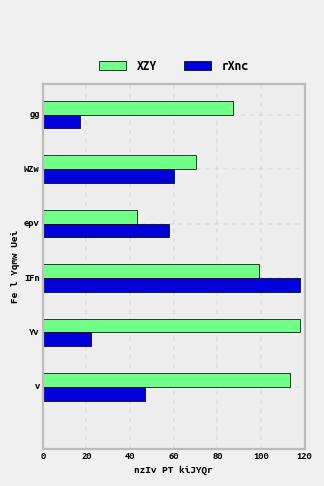 XZY rXnc
gg
WZw
epv
IFn
Yv
v
Fe l Yqmw Uei
0 20 40 60 80 100 120
nzIv PT kiJYQr